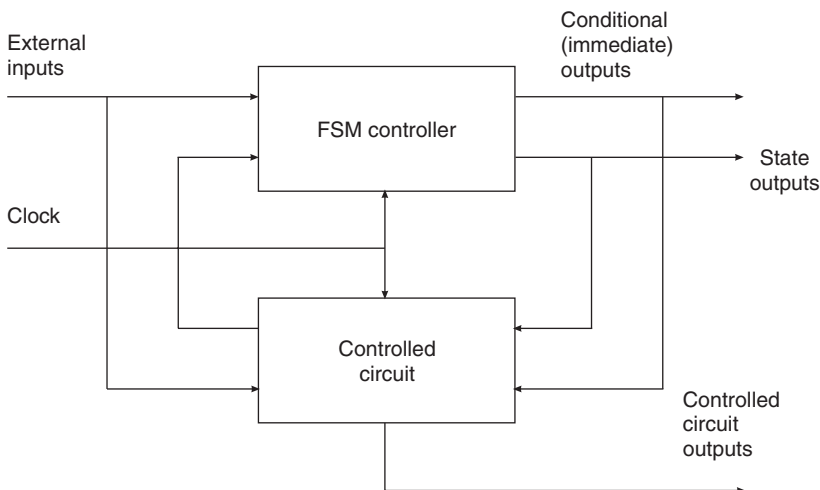 Conditional
(immediate)
outputs
External
inputs
FSM controller
State
outputs
Clock
Controlled
circuit
Controlled
circuit
outputs